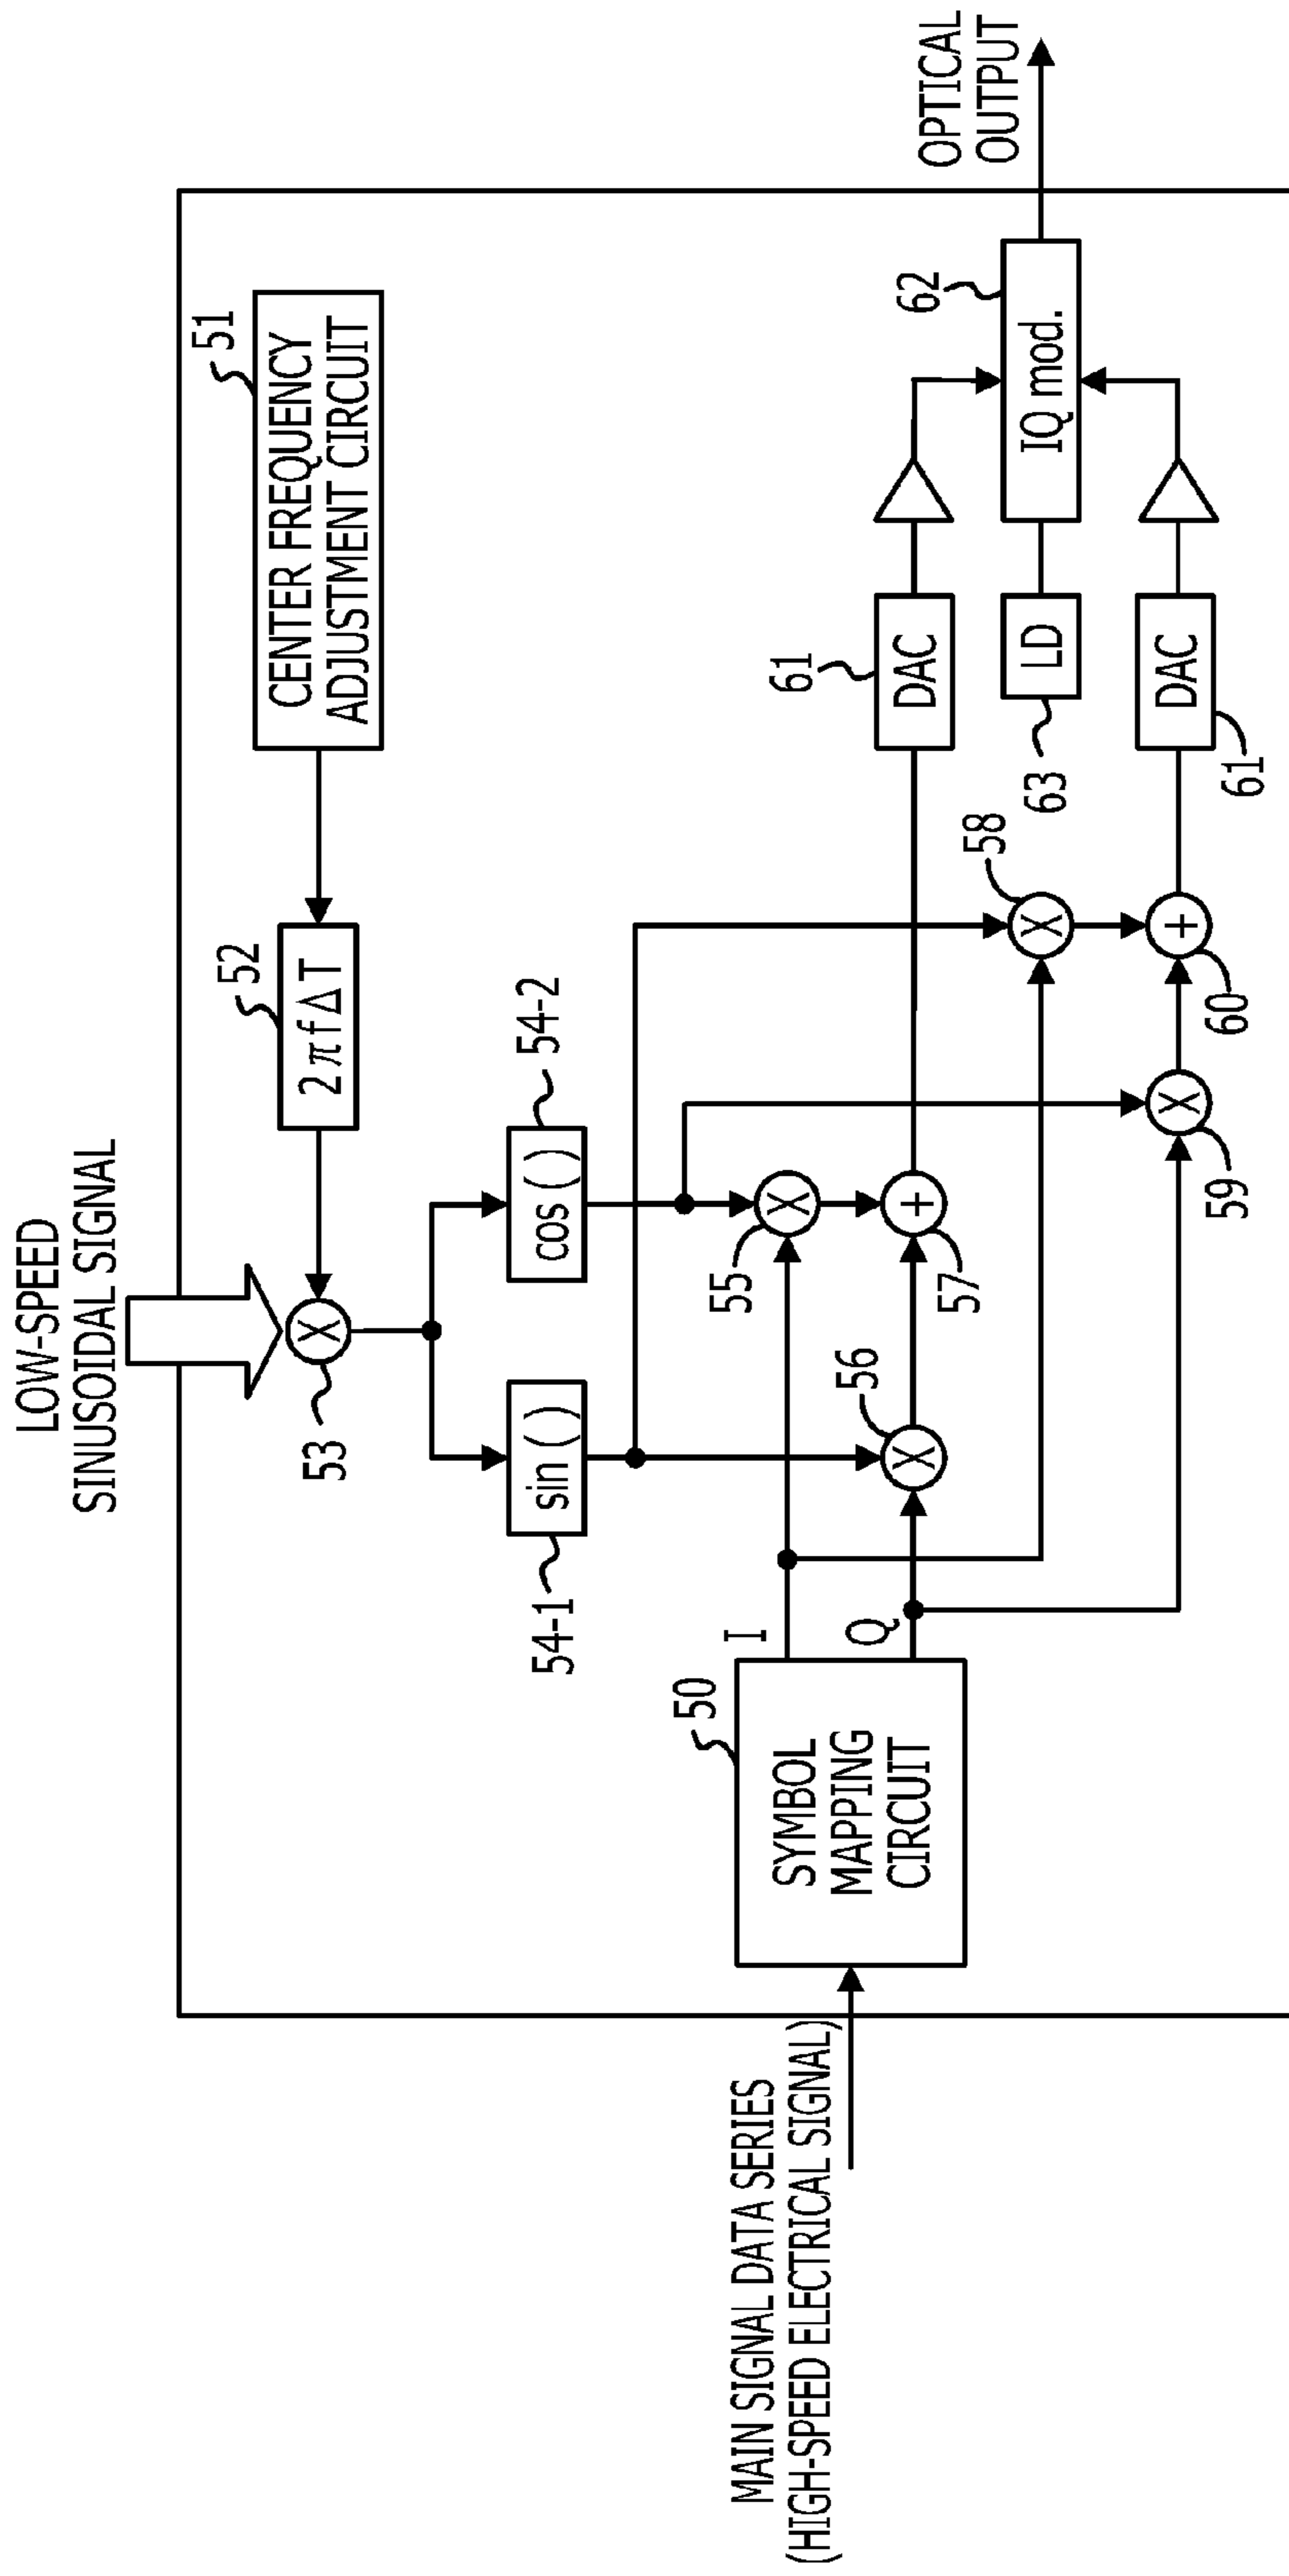 LOW-SPEED
SINUSOIDAL SIGNAL
51
CENTER FREQUENCY
ADJUSTMENT CIRCUIT
52
2πfΔT
53
54-1
sin ( )
54-2
cos ( )
MAIN SIGNAL DATA SERIES
(HIGH-SPEED ELECTRICAL SIGNAL)
50
SYMBOL
MAPPING
CIRCUIT
I
Q
55
X
56
X
57
+
X
58
X
59
X
60
+
61
DAC
63
LD
61
DAC
62
IQ mod.
OPTICAL
OUTPUT